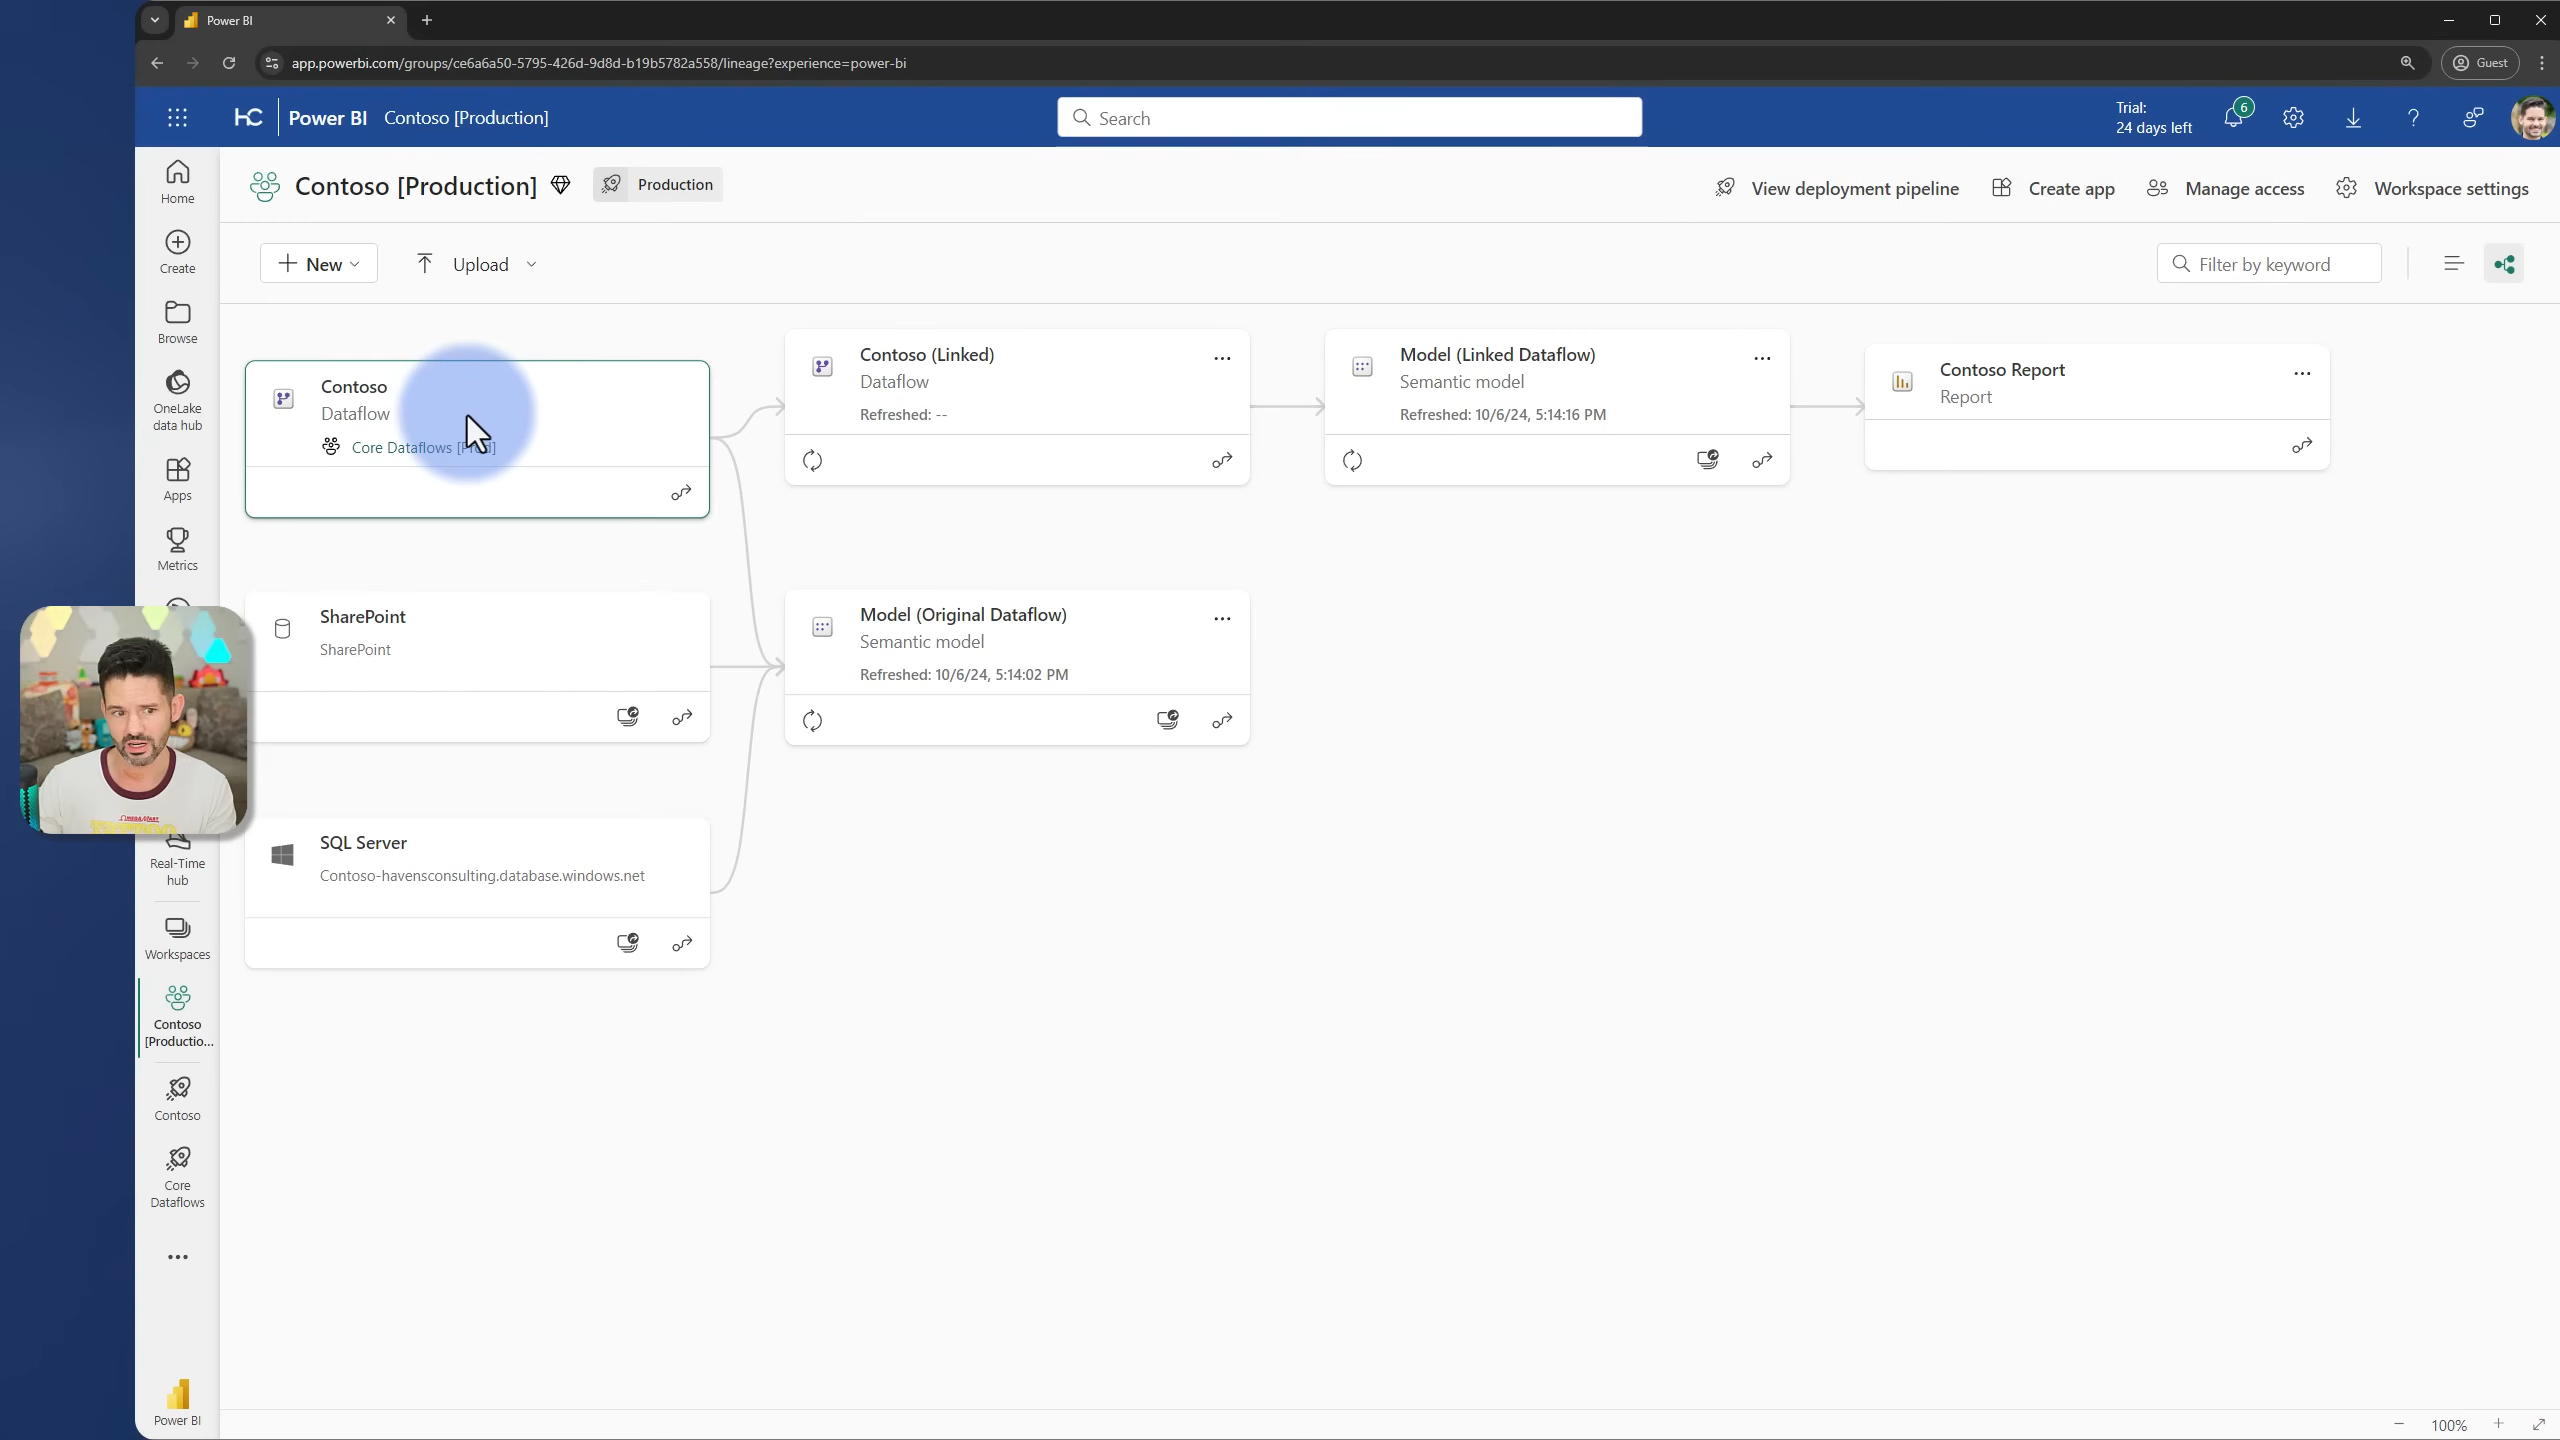 Power BI
app.powerbi.com/groups/ce6a6a50-5795-426d-9d8d-b19b5782a558/lineage?experience=power-bi
Guest
Power BI Contoso [Production]
Search
Trial:
24 days left
6
Home
Create
Browse
OneLake
data hub
Apps
Metrics
Real-Time
hub
Workspaces
Contoso
[Productio...
Contoso
Core
Dataflows
Power BI
Contoso [Production]
Production
View deployment pipeline
Create app
Manage access
Workspace settings
New
Upload
Filter by keyword
Contoso
Dataflow
Core Dataflows [Prod]
Contoso (Linked)
Dataflow
Refreshed: --
Model (Linked Dataflow)
Semantic model
Refreshed: 10/6/24, 5:14:16 PM
Contoso Report
Report
SharePoint
SharePoint
Model (Original Dataflow)
Semantic model
Refreshed: 10/6/24, 5:14:02 PM
SQL Server
Contoso-havensconsulting.database.windows.net
100%